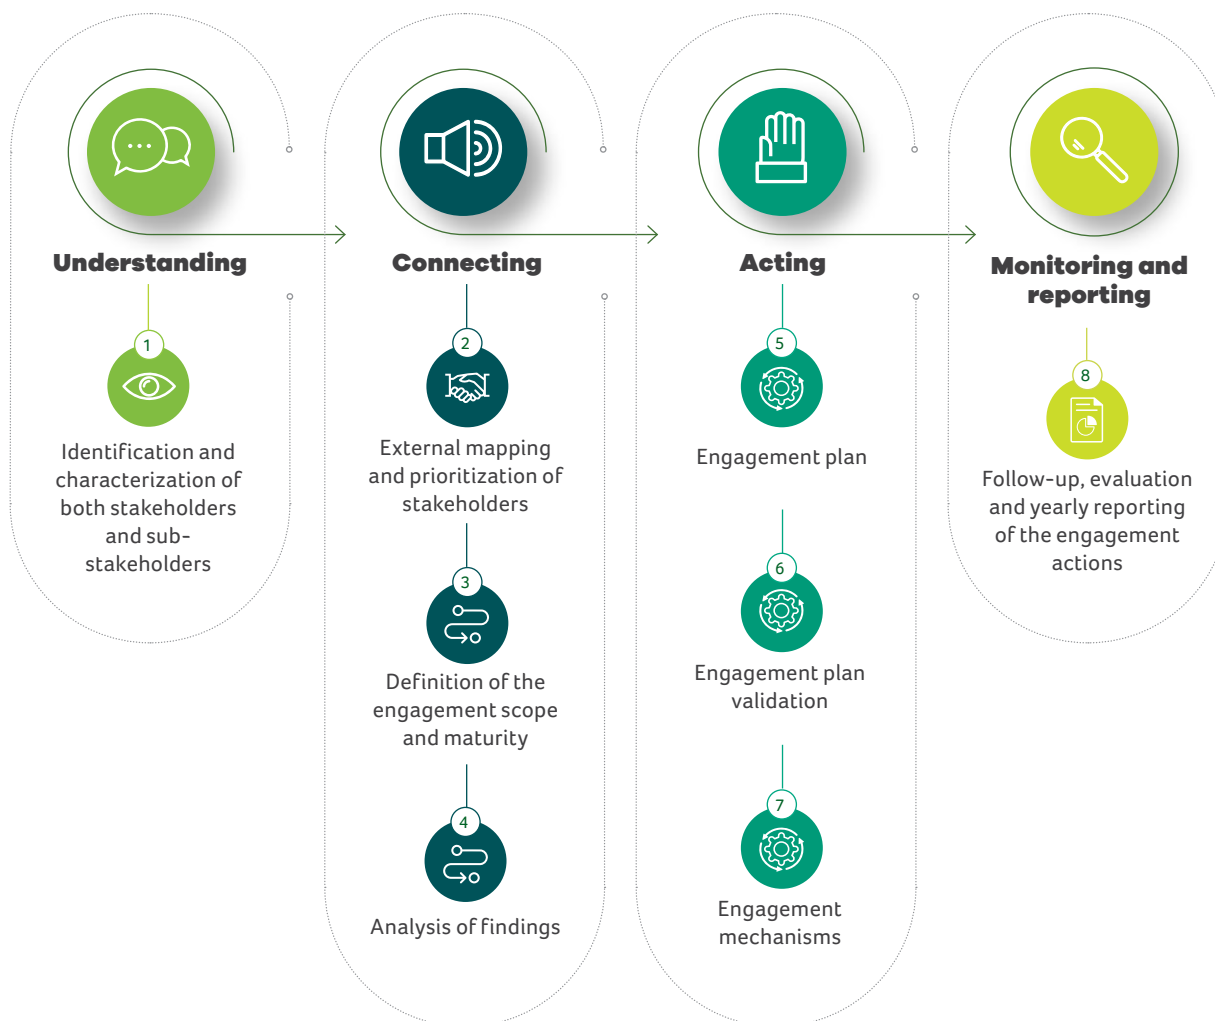 Understanding
1
Identification and
characterization of
both stakeholders
and sub-
stakeholders
Connecting
2
External mapping
and prioritization of
stakeholders
3
Definition of the
engagement scope
and maturity
4
Analysis of findings
Acting
5
Engagement plan
6
Engagement plan
validation
7
Engagement
mechanisms
Monitoring and
reporting
8
Follow-up, evaluation
and yearly reporting
of the engagement
actions